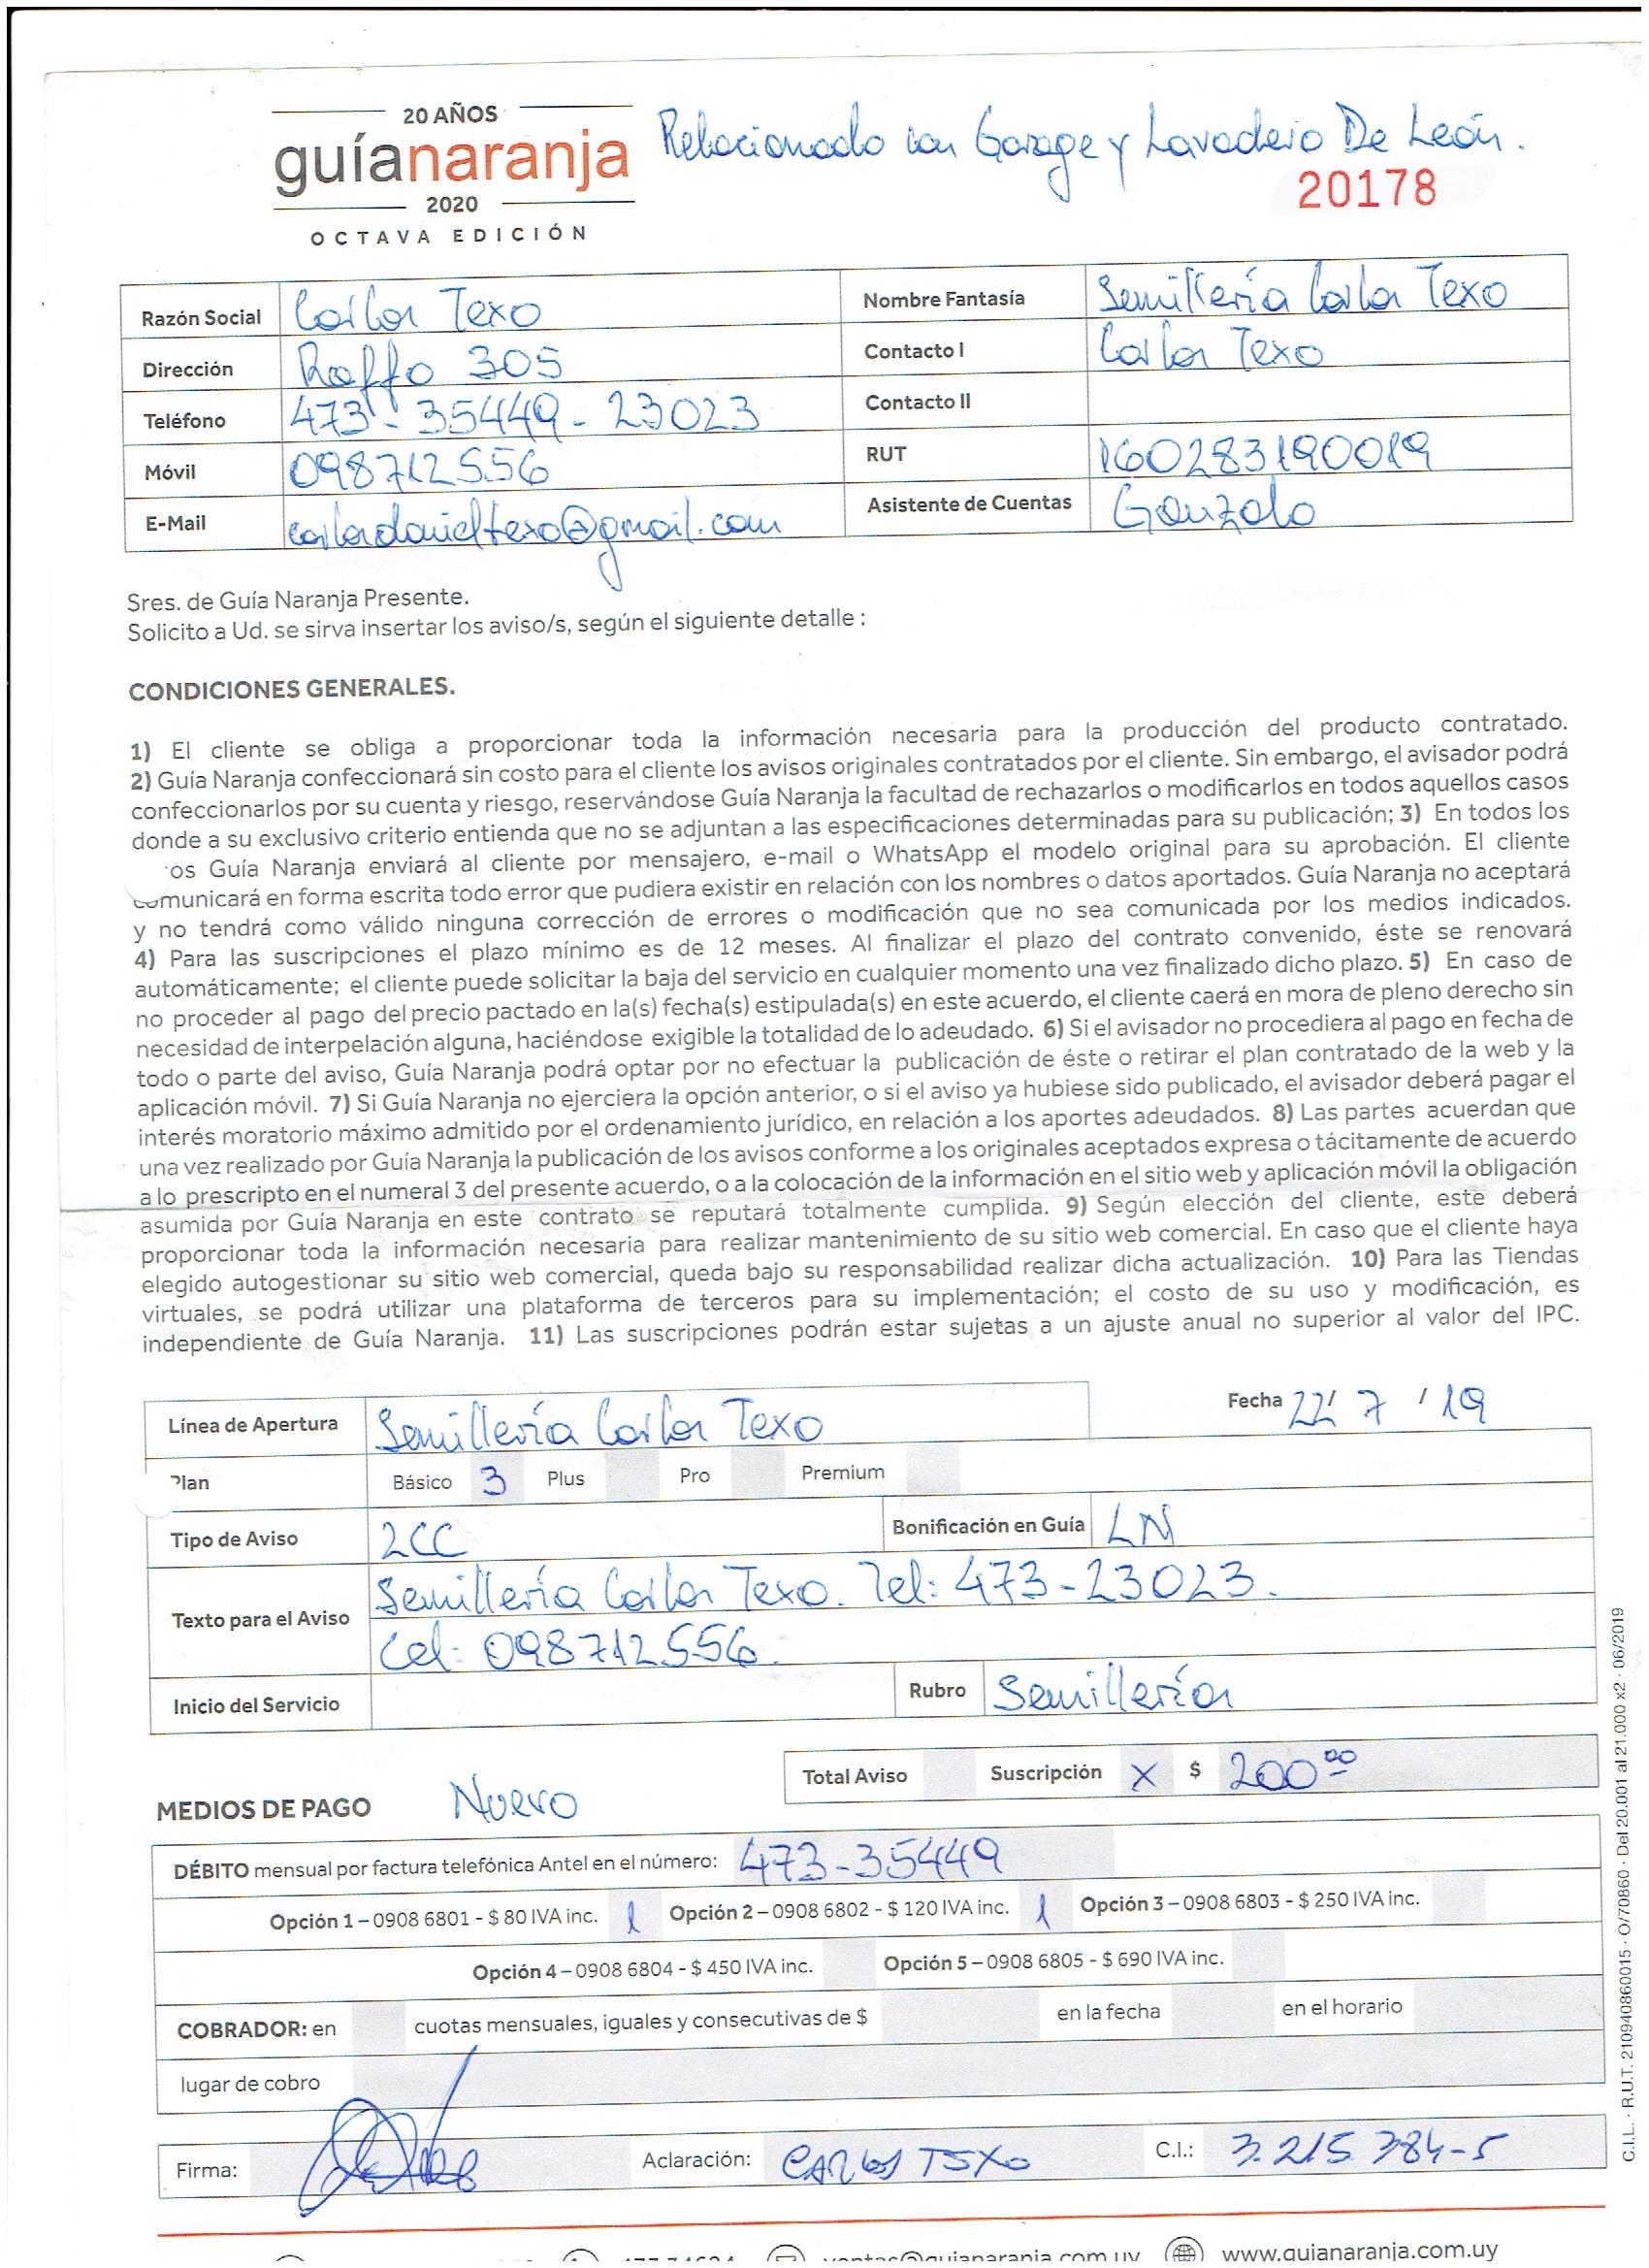 20 AÑOS
guíanaranja
2020
OCTAVA EDICIÓN
Relacionado con Garage y Lavadero De León.
20178
Razón Social Carlos Texo Nombre Fantasía Semillería Carlos Texo
Dirección Raffo 305 Contacto I Carlos Texo
Teléfono 473-35449-23023 Contacto II
Móvil 098712556 RUT 160283190019
E-Mail carlosdanieltexo@gmail.com Asistente de Cuentas Gonzalo
Sres. de Guía Naranja Presente.
Solicito a Ud. se sirva insertar los aviso/s, según el siguiente detalle :
CONDICIONES GENERALES.
1) El cliente se obliga a proporcionar toda la información necesaria para la producción del producto contratado.
2) Guía Naranja confeccionará sin costo para el cliente los avisos originales contratados por el cliente. Sin embargo, el avisador podrá
confeccionarlos por su cuenta y riesgo, reservándose Guía Naranja la facultad de rechazarlos o modificarlos en todos aquellos casos
donde a su exclusivo criterio entienda que no se adjuntan a las especificaciones determinadas para su publicación; 3) En todos los
os Guía Naranja enviará al cliente por mensajero, e-mail o WhatsApp el modelo original para su aprobación. El cliente
comunicará en forma escrita todo error que pudiera existir en relación con los nombres o datos aportados. Guía Naranja no aceptará
y no tendrá como válido ninguna corrección de errores o modificación que no sea comunicada por los medios indicados.
4) Para las suscripciones el plazo mínimo es de 12 meses. Al finalizar el plazo del contrato convenido, éste se renovará
automáticamente; el cliente puede solicitar la baja del servicio en cualquier momento una vez finalizado dicho plazo. 5) En caso de
no proceder al pago del precio pactado en la(s) fecha(s) estipulada(s) en este acuerdo, el cliente caerá en mora de pleno derecho sin
necesidad de interpelación alguna, haciéndose exigible la totalidad de lo adeudado. 6) Si el avisador no procediera al pago en fecha de
todo o parte del aviso, Guía Naranja podrá optar por no efectuar la publicación de éste o retirar el plan contratado de la web y la
aplicación móvil. 7) Si Guía Naranja no ejerciera la opción anterior, o si el aviso ya hubiese sido publicado, el avisador deberá pagar el
interés moratorio máximo admitido por el ordenamiento jurídico, en relación a los aportes adeudados. 8) Las partes acuerdan que
una vez realizado por Guía Naranja la publicación de los avisos conforme a los originales aceptados expresa o tácitamente de acuerdo
a lo prescripto en el numeral 3 del presente acuerdo, o a la colocación de la información en el sitio web y aplicación móvil la obligación
asumida por Guía Naranja en este contrato se reputará totalmente cumplida. 9) Según elección del cliente, este deberá
proporcionar toda la información necesaria para realizar mantenimiento de su sitio web comercial. En caso que el cliente haya
elegido autogestionar su sitio web comercial, queda bajo su responsabilidad realizar dicha actualización. 10) Para las Tiendas
virtuales, se podrá utilizar una plataforma de terceros para su implementación; el costo de su uso y modificación, es
independiente de Guía Naranja. 11) Las suscripciones podrán estar sujetas a un ajuste anual no superior al valor del IPC.
Línea de Apertura Semillería Carlos Texo Fecha 22/ 7 / 19
Plan Básico 3 Plus Pro Premium
Tipo de Aviso 2CC Bonificación en Guía LN
Texto para el Aviso Semillería Carlos Texo. Tel: 473-23023.
Cel: 098712556.
Inicio del Servicio Rubro Semillerías
Total Aviso Suscripción X $ 200 00
MEDIOS DE PAGO Nuevo
DÉBITO mensual por factura telefónica Antel en el número: 473-35449
Opción 1 – 0908 6801 - $ 80 IVA inc. 1 Opción 2 – 0908 6802 - $ 120 IVA inc. 1 Opción 3 – 0908 6803 - $ 250 IVA inc.
Opción 4 – 0908 6804 - $ 450 IVA inc. Opción 5 – 0908 6805 - $ 690 IVA inc.
COBRADOR: en cuotas mensuales, iguales y consecutivas de $ en la fecha en el horario
lugar de cobro
Firma: Aclaración: CARLOS TEXO C.I.: 3.215.384-5
ventas@guianaranja.com.uy www.guianaranja.com.uy
C.I.L. · R.U.T. 210940860015 · O/70860 · Del 20.001 al 21.000 x2 · 06/2019